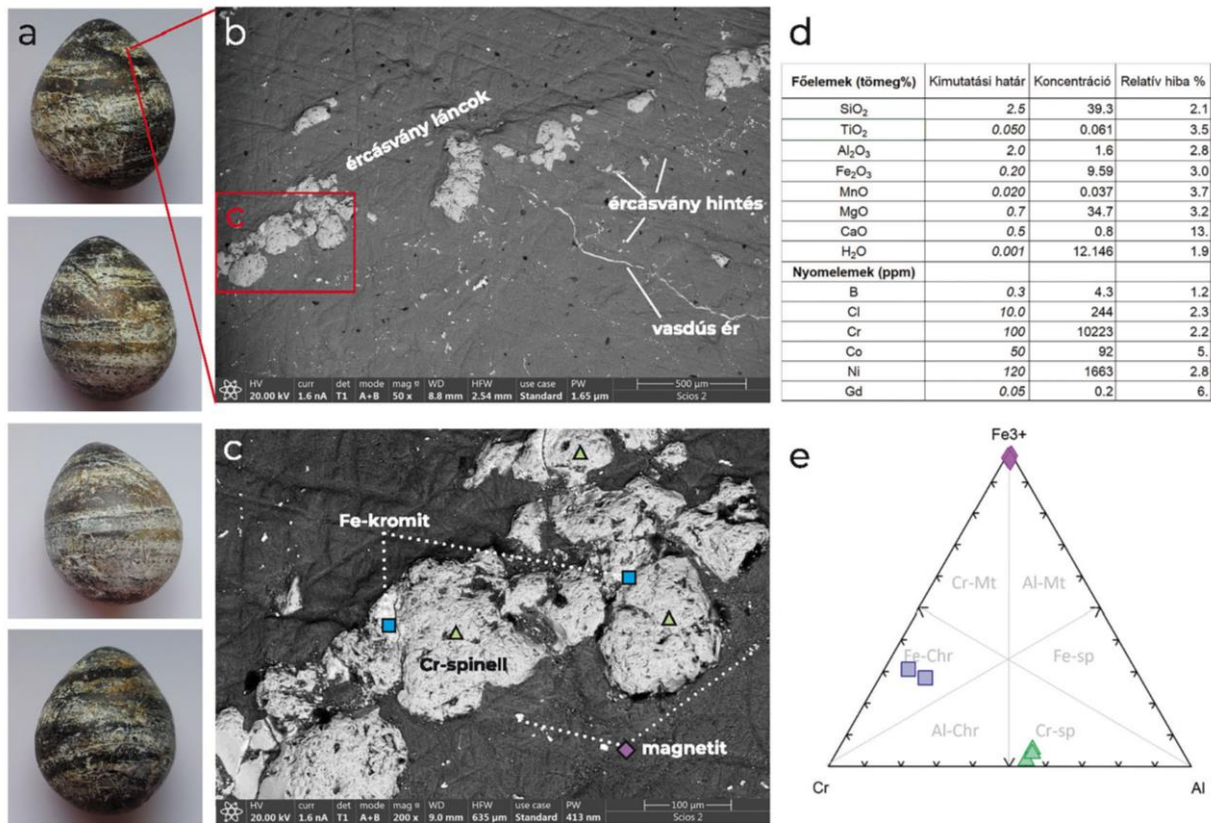 a
b
ércásvány láncok
C
ércásvány hintés
vasdús ér
HV curr det mode mag WD HFW use case PW
20.00 kV 1.6 nA T1 A+B 50 x 8.8 mm 2.54 mm Standard 1.65 µm Scios 2
500 µm
c
Fe-kromit
Cr-spinell
magnetit
HV curr det mode mag WD HFW use case PW
20.00 kV 1.6 nA T1 A+B 200 x 9.0 mm 635 µm Standard 413 nm Scios 2
100 µm
d
Főelemek (tömeg%) Kimutatási határ Koncentráció Relatív hiba %
SiO₂ 2.5 39.3 2.1
TiO₂ 0.050 0.061 3.5
Al₂O₃ 2.0 1.6 2.8
Fe₂O₃ 0.20 9.59 3.0
MnO 0.020 0.037 3.7
MgO 0.7 34.7 3.2
CaO 0.5 0.8 13.
H₂O 0.001 12.146 1.9
Nyomelemek (ppm)
B 0.3 4.3 1.2
Cl 10.0 244 2.3
Cr 100 10223 2.2
Co 50 92 5.
Ni 120 1663 2.8
Gd 0.05 0.2 6.
e
Fe3+
Cr-Mt Al-Mt
Fe-Chr Fe-sp
Al-Chr Cr-sp
Cr Al